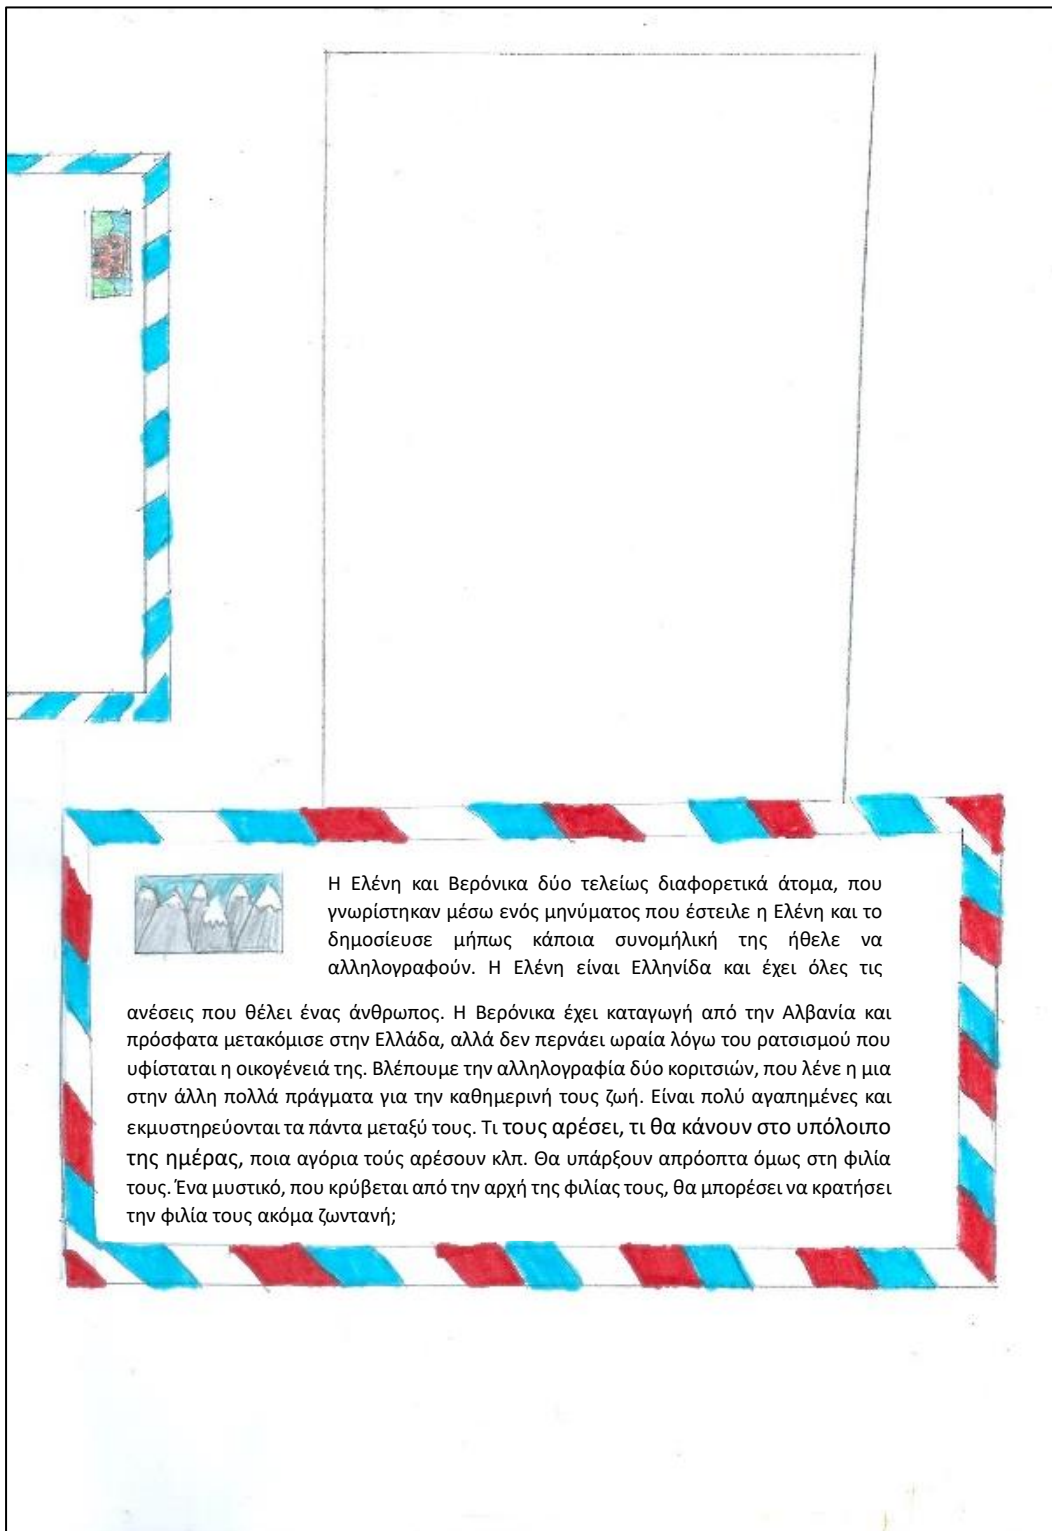 Η Ελένη και Βερόνικα δύο τελείως διαφορετικά άτομα, που
γνωρίστηκαν μέσω ενός μηνύματος που έστειλε η Ελένη και το
δημοσίευσε μήπως κάποια συνομήλική της ήθελε να
αλληλογραφούν. Η Ελένη είναι Ελληνίδα και έχει όλες τις
ανέσεις που θέλει ένας άνθρωπος. Η Βερόνικα έχει καταγωγή από την Αλβανία και
πρόσφατα μετακόμισε στην Ελλάδα, αλλά δεν περνάει ωραία λόγω του ρατσισμού που
υφίσταται η οικογένειά της. Βλέπουμε την αλληλογραφία δύο κοριτσιών, που λένε η μια
στην άλλη πολλά πράγματα για την καθημερινή τους ζωή. Είναι πολύ αγαπημένες και
εκμυστηρεύονται τα πάντα μεταξύ τους. Τι τους αρέσει, τι θα κάνουν στο υπόλοιπο
της ημέρας, ποια αγόρια τούς αρέσουν κλπ. Θα υπάρξουν απρόοπτα όμως στη φιλία
τους. Ένα μυστικό, που κρύβεται από την αρχή της φιλίας τους, θα μπορέσει να κρατήσει
την φιλία τους ακόμα ζωντανή;